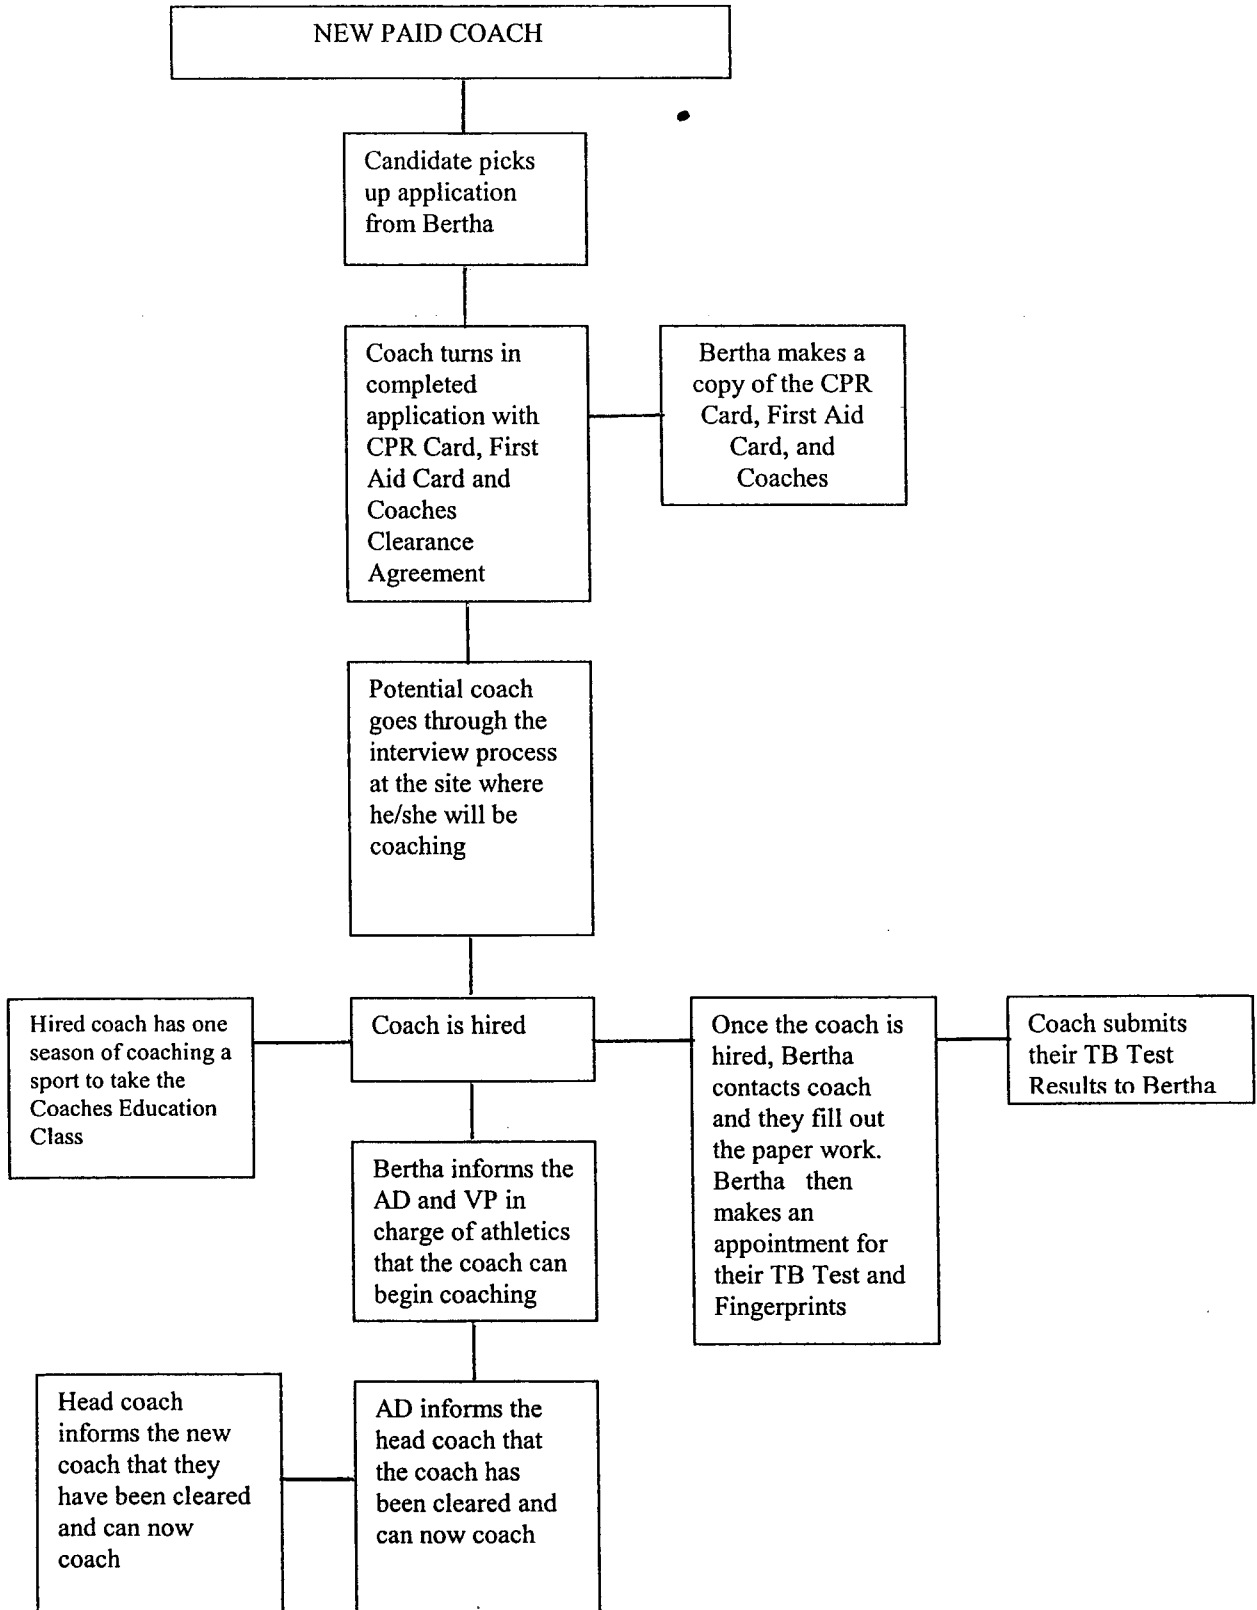 NEW PAID COACH
Candidate picks
up application
from Bertha
Coach turns in
completed
application with
CPR Card, First
Aid Card and
Coaches
Clearance
Agreement
Bertha makes a
copy of the CPR
Card, First Aid
Card, and
Coaches
Potential coach
goes through the
interview process
at the site where
he/she will be
coaching
Hired coach has one
season of coaching a
sport to take the
Coaches Education
Class
Coach is hired
Once the coach is
hired, Bertha
contacts coach
and they fill out
the paper work.
Bertha then
makes an
appointment for
their TB Test and
Fingerprints
Coach submits
their TB Test
Results to Bertha
Bertha informs the
AD and VP in
charge of athletics
that the coach can
begin coaching
Head coach
informs the new
coach that they
have been cleared
and can now
coach
AD informs the
head coach that
the coach has
been cleared and
can now coach